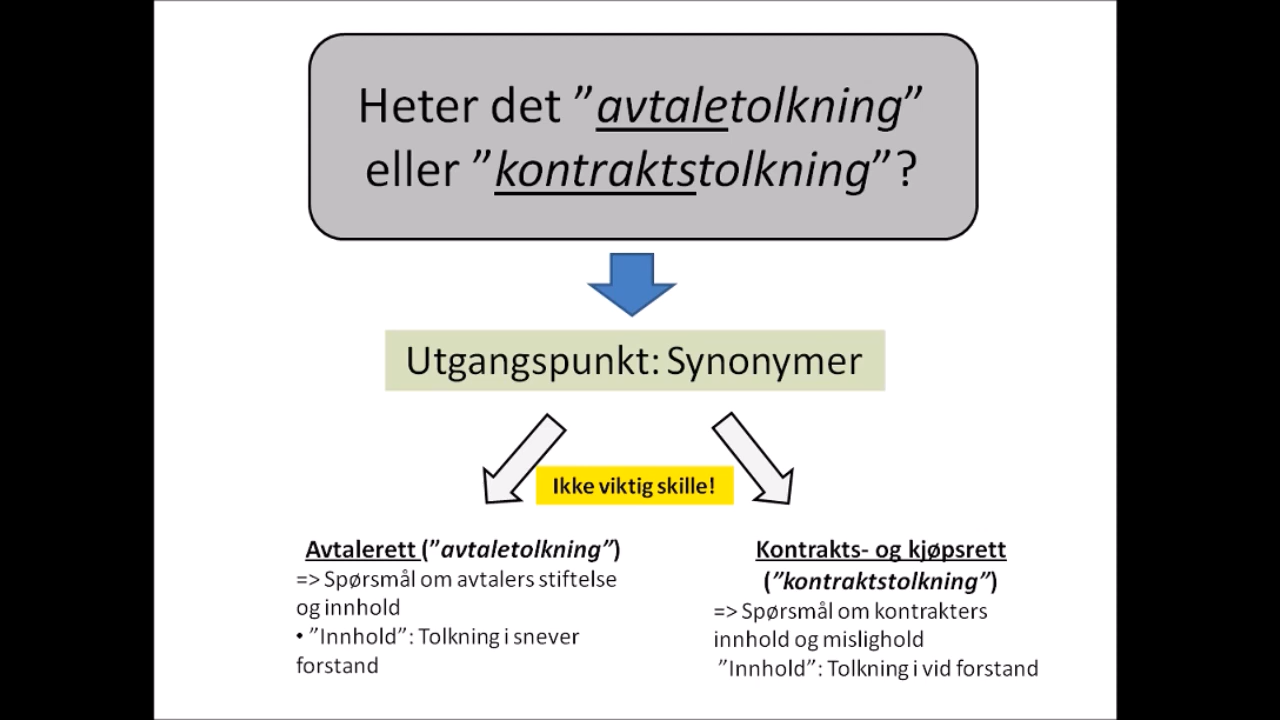 Heter det ”avtaletolkning”
eller ”kontraktstolkning”?
Utgangspunkt: Synonymer
Ikke viktig skille!
Avtalerett (”avtaletolkning”)
=> Spørsmål om avtalers stiftelse
og innhold
• ”Innhold”: Tolkning i snever
forstand
Kontrakts- og kjøpsrett
(”kontraktstolkning”)
=> Spørsmål om kontrakters
innhold og mislighold
”Innhold”: Tolkning i vid forstand